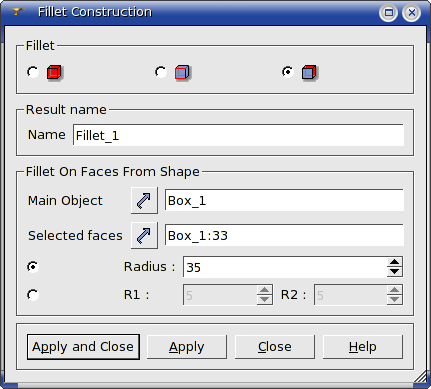 Fillet Construction
Fillet
Result name
Name Fillet_1
Fillet On Faces From Shape
Main Object Box_1
Selected faces Box_1:33
Radius : 35
R1 : 5 R2 : 5
Apply and Close Apply Close Help